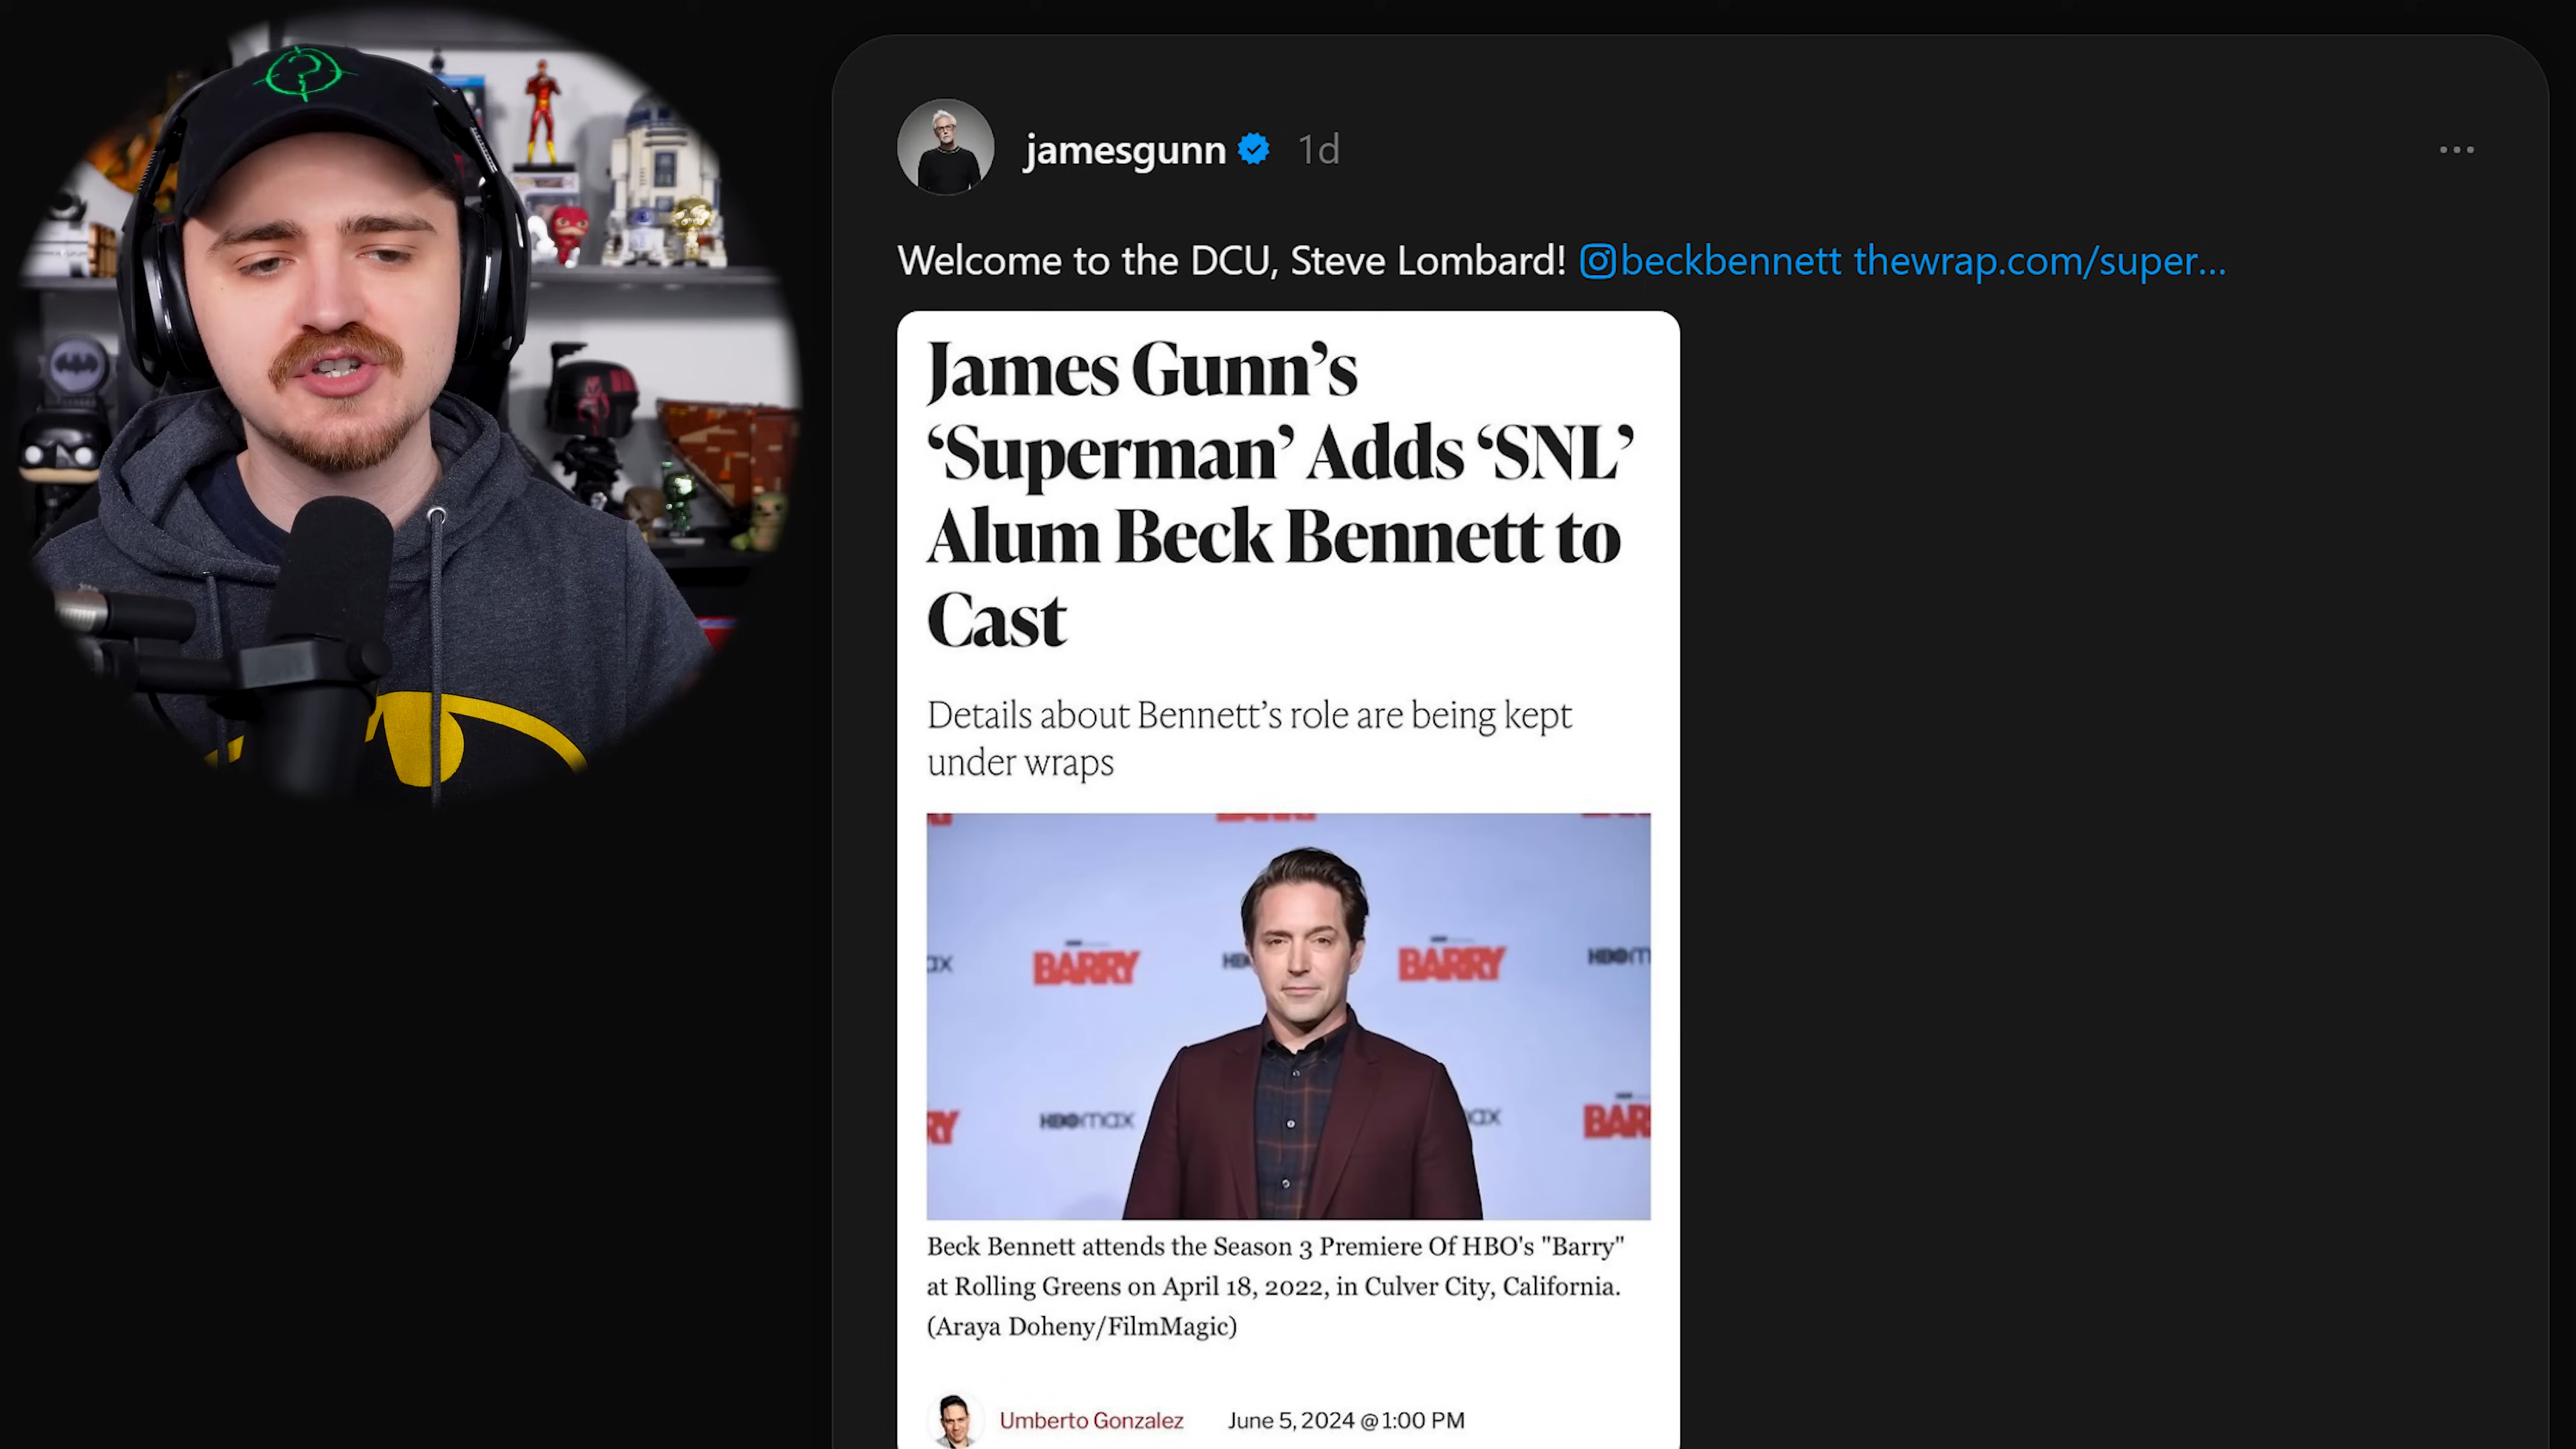 jamesgunn 1d
Welcome to the DCU, Steve Lombard! beckbennett thewrap.com/super...
James Gunn's
'Superman' Adds 'SNL'
Alum Beck Bennett to
Cast
Details about Bennett's role are being kept
under wraps
BARRY
BARRY
HBOmax
Beck Bennett attends the Season 3 Premiere Of HBO's "Barry"
at Rolling Greens on April 18, 2022, in Culver City, California.
(Araya Doheny/FilmMagic)
Umberto Gonzalez June 5, 2024 @ 1:00 PM